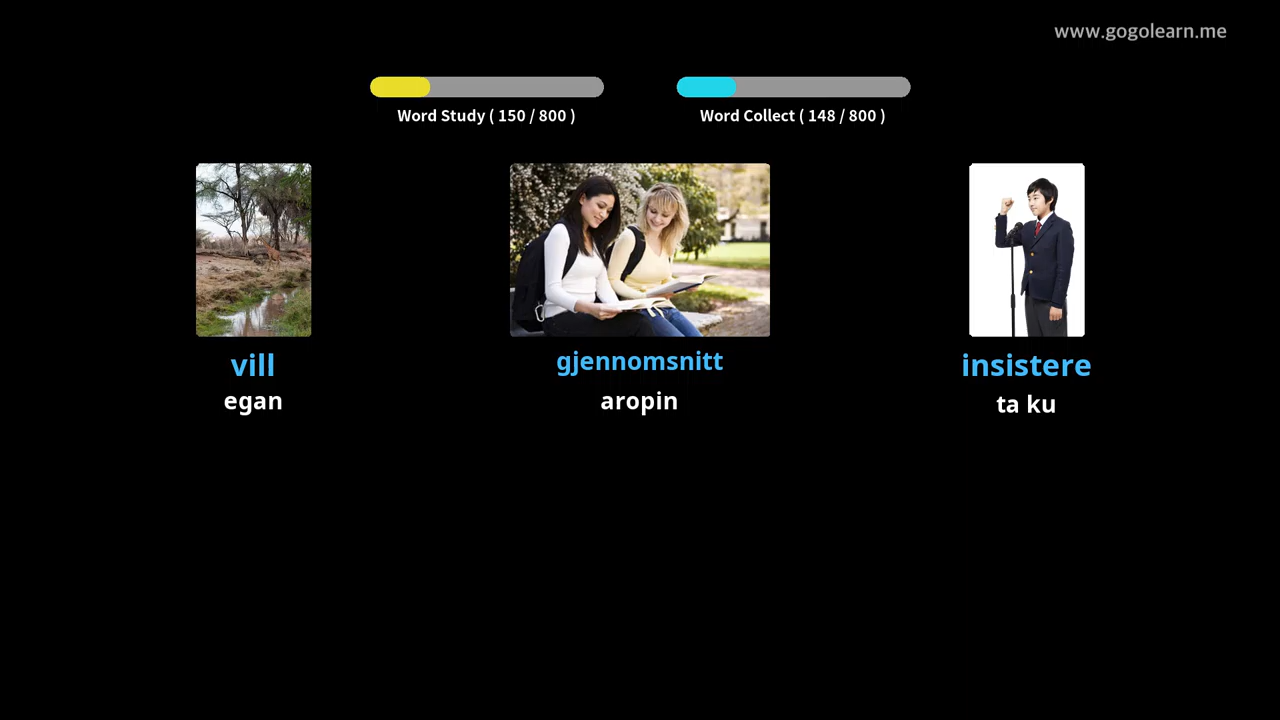 www.gogolearn.me
Word Study ( 150 / 800 )
Word Collect ( 148 / 800 )
vill
egan
gjennomsnitt
aropin
insistere
ta ku